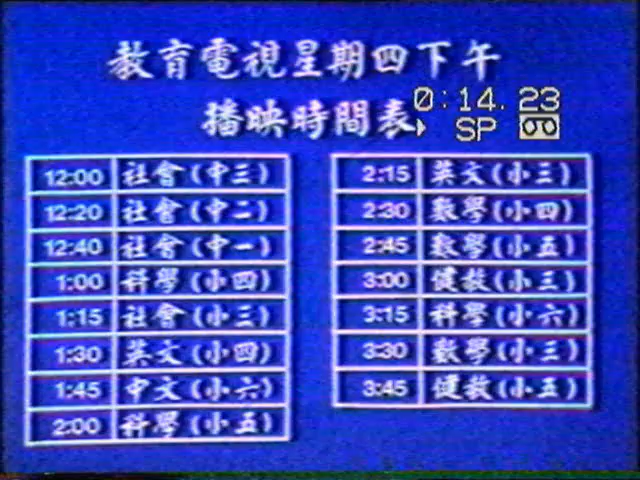 教育電視星期四下午
播映時間表
0:14.23
SP
12:00 社會(中三)
12:20 社會(中二)
12:40 社會(中一)
1:00 科學(小四)
1:15 社會(小三)
1:30 英文(小四)
1:45 中文(小六)
2:00 科學(小五)
2:15 英文(小三)
2:30 數學(小四)
2:45 數學(小五)
3:00 健教(小三)
3:15 科學(小六)
3:30 數學(小三)
3:45 健教(小五)